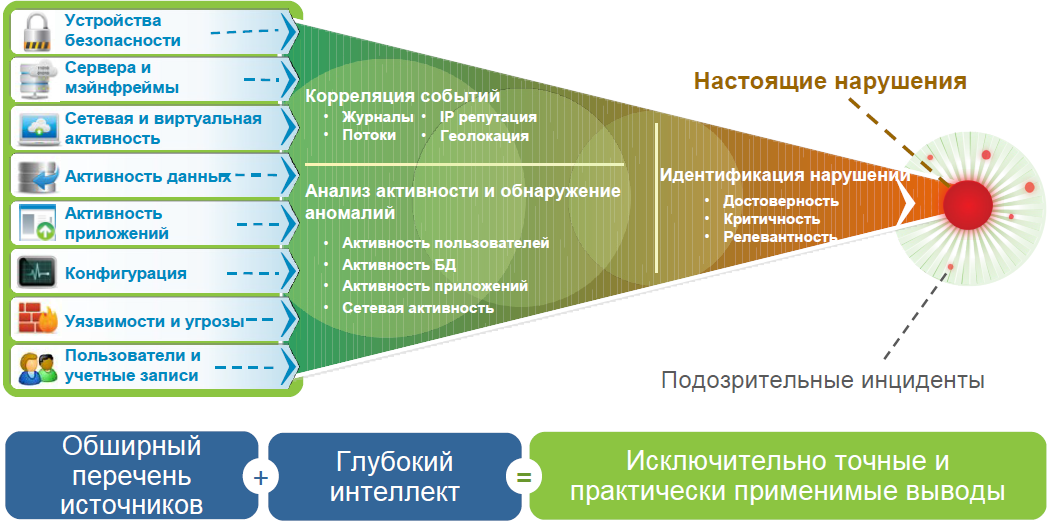 Устройства
безопасности
Сервера и
мэйнфреймы
Сетевая и виртуальная
активность
Активность данных
Активность
приложений
Конфигурация
Уязвимости и угрозы
Пользователи и
учетные записи
Корреляция событий
• Журналы • IP репутация
• Потоки • Геолокация
Анализ активности и обнаружение
аномалий
• Активность пользователей
• Активность БД
• Активность приложений
• Сетевая активность
Идентификация нарушений
• Достоверность
• Критичность
• Релевантность
Настоящие нарушения
Подозрительные инциденты
Обширный
перечень
источников
+
Глубокий
интеллект
=
Исключительно точные и
практически применимые выводы